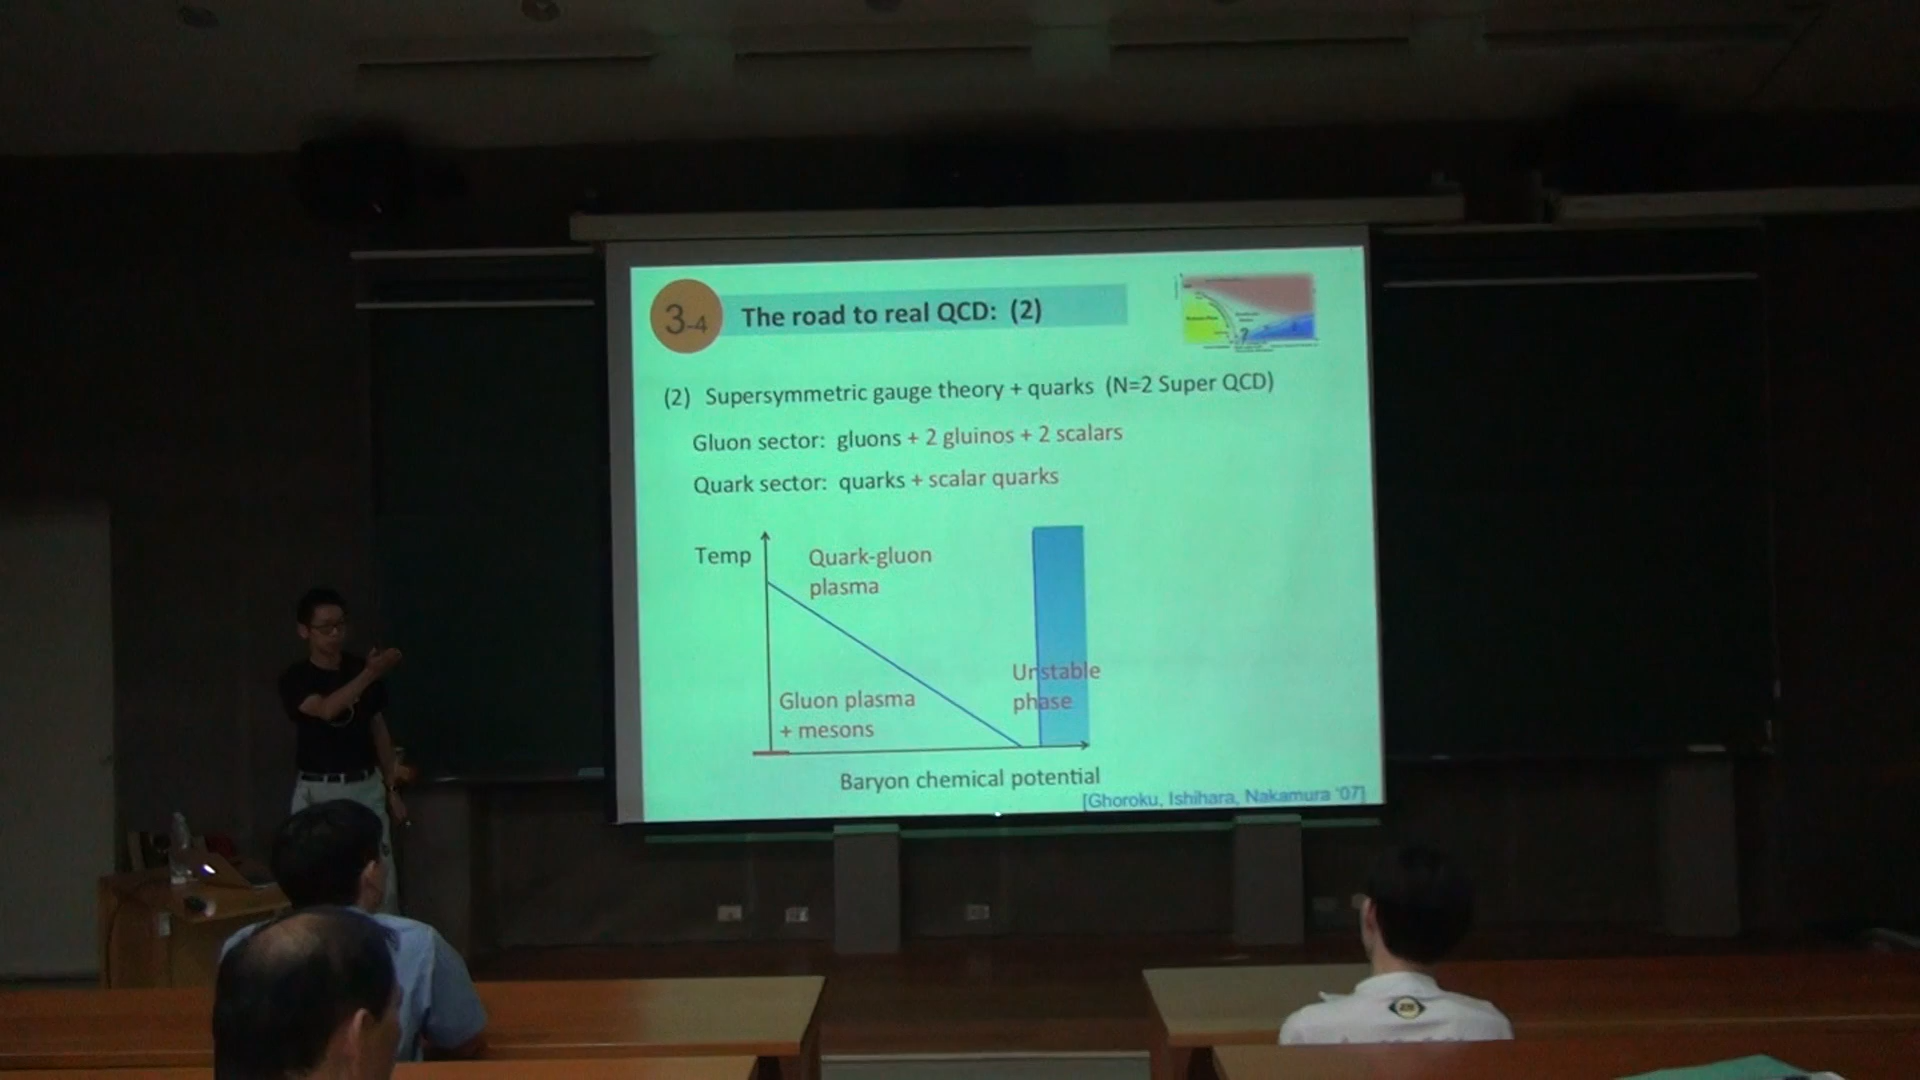 3-4
The road to real QCD: (2)
(2) Supersymmetric gauge theory + quarks (N=2 Super QCD)
Gluon sector: gluons + 2 gluinos + 2 scalars
Quark sector: quarks + scalar quarks
Temp
Quark-gluon
plasma
Unstable
phase
Gluon plasma
+ mesons
Baryon chemical potential
[Ghoroku, Ishihara, Nakamura '07]